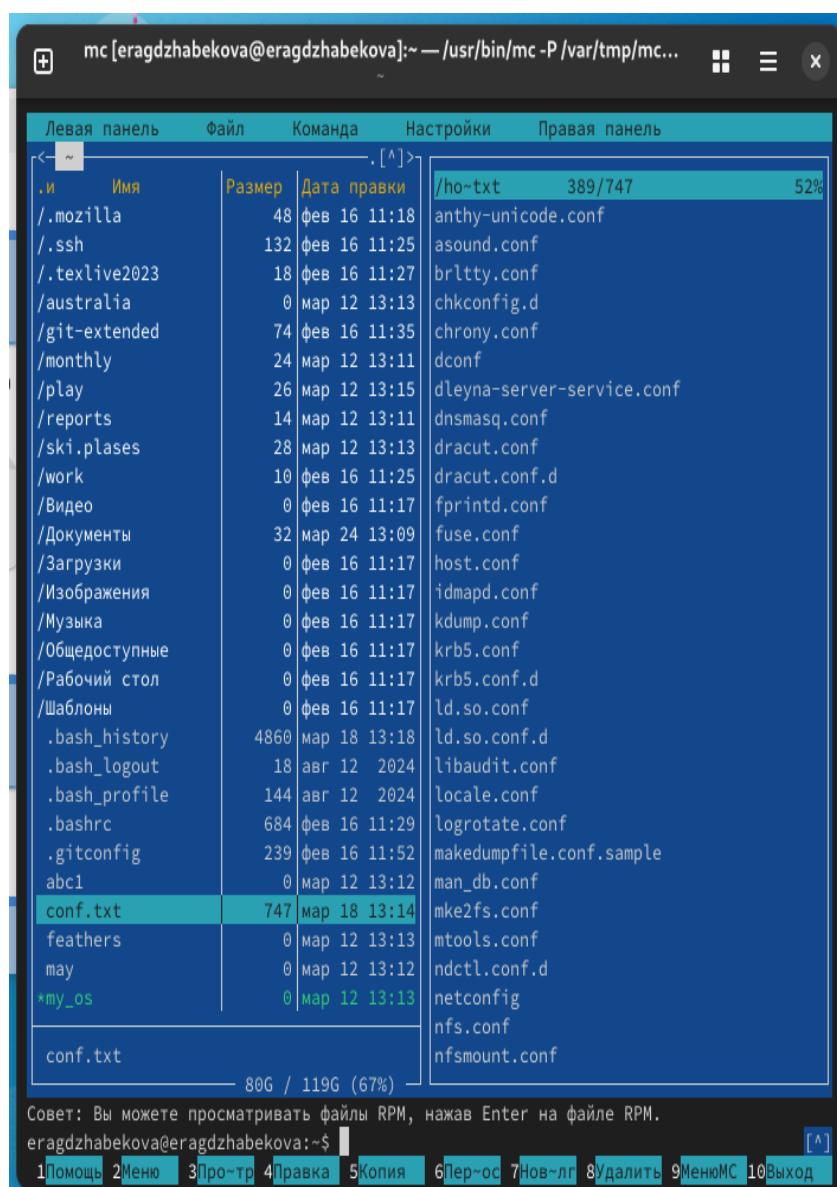 mc [eragdzhabekova@eragdzhabekova]:~ — /usr/bin/mc -P /var/tmp/mc...
~
Левая панель Файл Команда Настройки Правая панель
<- ~ .[^]>
.и Имя Размер Дата правки
/.mozilla 48 фев 16 11:18
/.ssh 132 фев 16 11:25
/.texlive2023 18 фев 16 11:27
/australia 0 мар 12 13:13
/git-extended 74 фев 16 11:35
/monthly 24 мар 12 13:11
/play 26 мар 12 13:15
/reports 14 мар 12 13:11
/ski.plases 28 мар 12 13:13
/work 10 фев 16 11:25
/Видео 0 фев 16 11:17
/Документы 32 мар 24 13:09
/Загрузки 0 фев 16 11:17
/Изображения 0 фев 16 11:17
/Музыка 0 фев 16 11:17
/Общедоступные 0 фев 16 11:17
/Рабочий стол 0 фев 16 11:17
/Шаблоны 0 фев 16 11:17
.bash_history 4860 мар 18 13:18
.bash_logout 18 авг 12 2024
.bash_profile 144 авг 12 2024
.bashrc 684 фев 16 11:29
.gitconfig 239 фев 16 11:52
abc1 0 мар 12 13:12
conf.txt 747 мар 18 13:14
feathers 0 мар 12 13:13
may 0 мар 12 13:12
*my_os 0 мар 12 13:13
conf.txt
80G / 119G (67%)
/ho~txt 389/747 52%
anthy-unicode.conf
asound.conf
brltty.conf
chkconfig.d
chrony.conf
dconf
dleyna-server-service.conf
dnsmasq.conf
dracut.conf
dracut.conf.d
fprintd.conf
fuse.conf
host.conf
idmapd.conf
kdump.conf
krb5.conf
krb5.conf.d
ld.so.conf
ld.so.conf.d
libaudit.conf
locale.conf
logrotate.conf
makedumpfile.conf.sample
man_db.conf
mke2fs.conf
mtools.conf
ndctl.conf.d
netconfig
nfs.conf
nfsmount.conf
Совет: Вы можете просматривать файлы RPM, нажав Enter на файле RPM.
eragdzhabekova@eragdzhabekova:~$ [^]
1Помощь 2Меню 3Про~тр 4Правка 5Копия 6Пер~ос 7Нов~лг 8Удалить 9МенюМС 10Выход